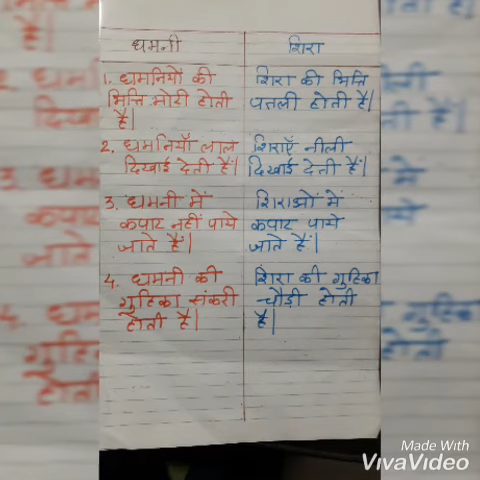 धमनी
शिरा
1. धमनियों की
भित्ति मोटी होती
है|
शिरा की भित्ति
पतली होती है|
2. धमनियाँ लाल
दिखाई देती हैं|
शिराएँ नीली
दिखाई देती हैं|
3. धमनी में
कपाट नहीं पाये
जाते हैं|
शिराओं में
कपाट पाये
जाते हैं|
4. धमनी की
गुहिका संकरी
होती है|
शिरा की गुहिका
चौड़ी होती
है|
Made With
VivaVideo